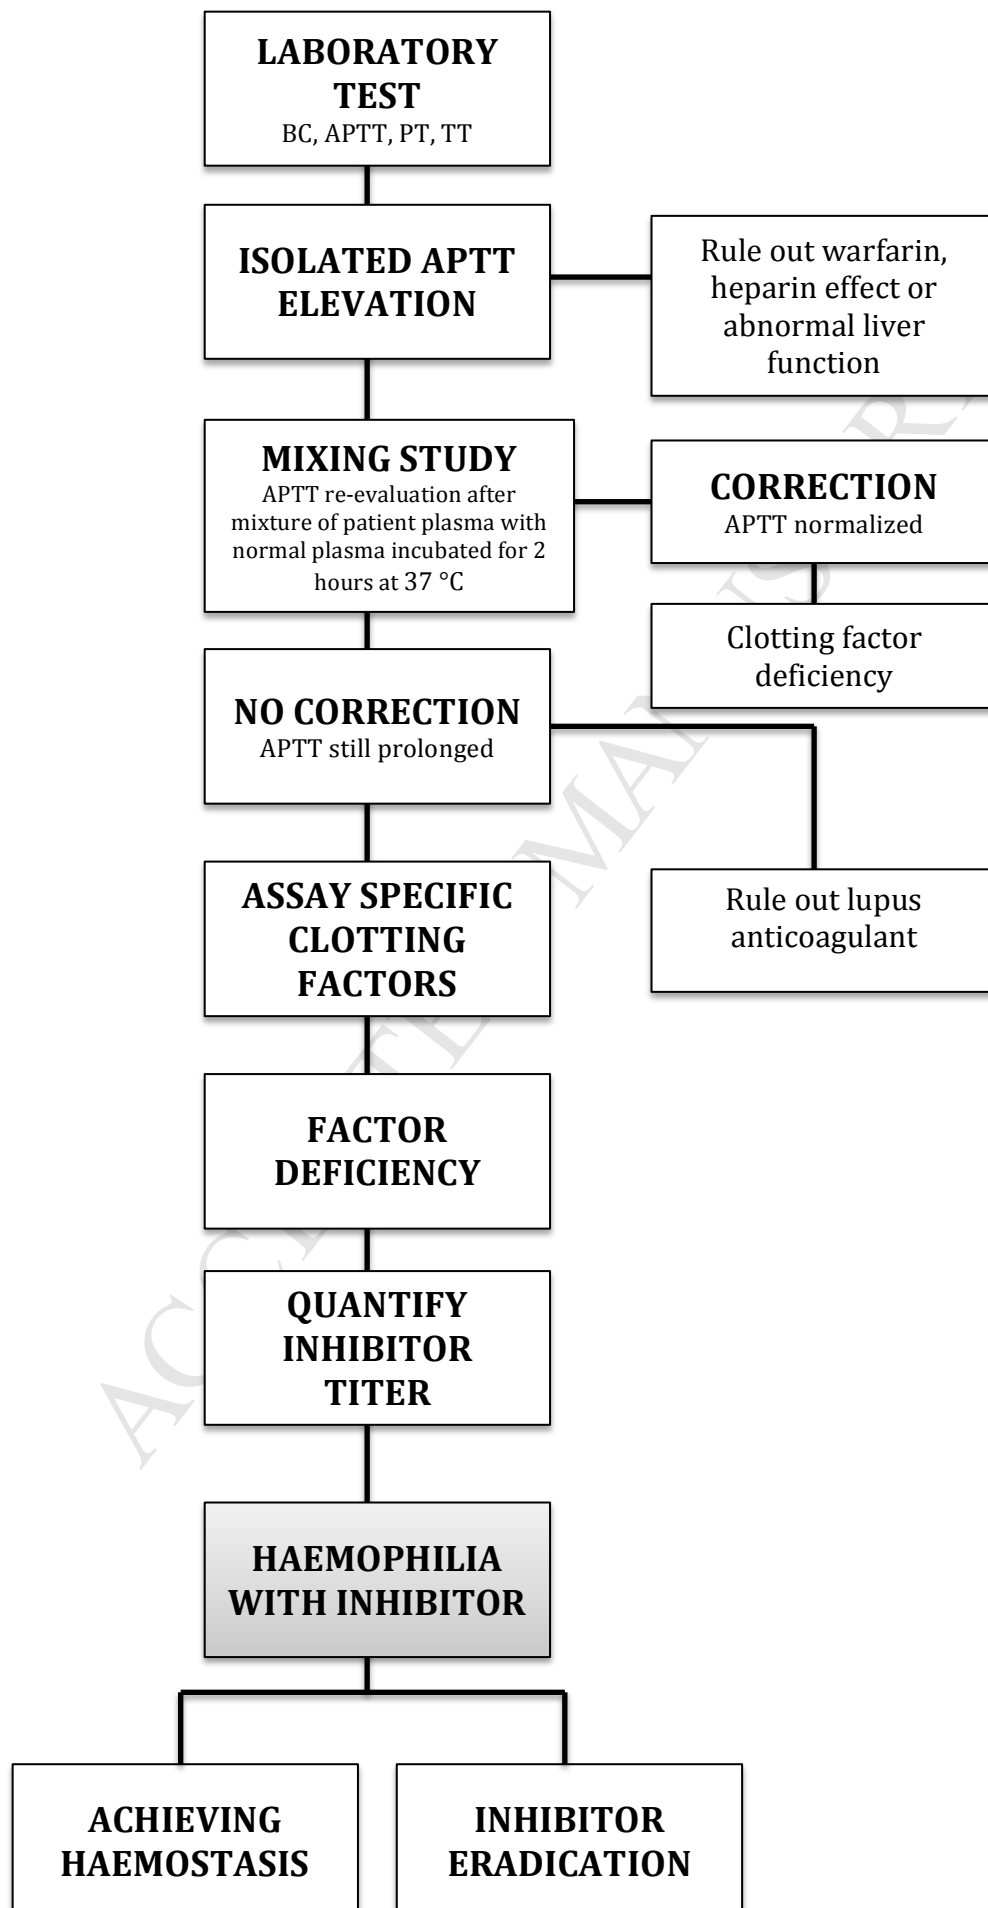 LABORATORY
TEST
BC, APTT, PT, TT
ISOLATED APTT
ELEVATION
Rule out warfarin,
heparin effect or
abnormal liver
function
MIXING STUDY
APTT re-evaluation after
mixture of patient plasma with
normal plasma incubated for 2
hours at 37 °C
CORRECTION
APTT normalized
Clotting factor
deficiency
NO CORRECTION
APTT still prolonged
Rule out lupus
anticoagulant
ASSAY SPECIFIC
CLOTTING
FACTORS
FACTOR
DEFICIENCY
QUANTIFY
INHIBITOR
TITER
HAEMOPHILIA
WITH INHIBITOR
ACHIEVING
HAEMOSTASIS
INHIBITOR
ERADICATION